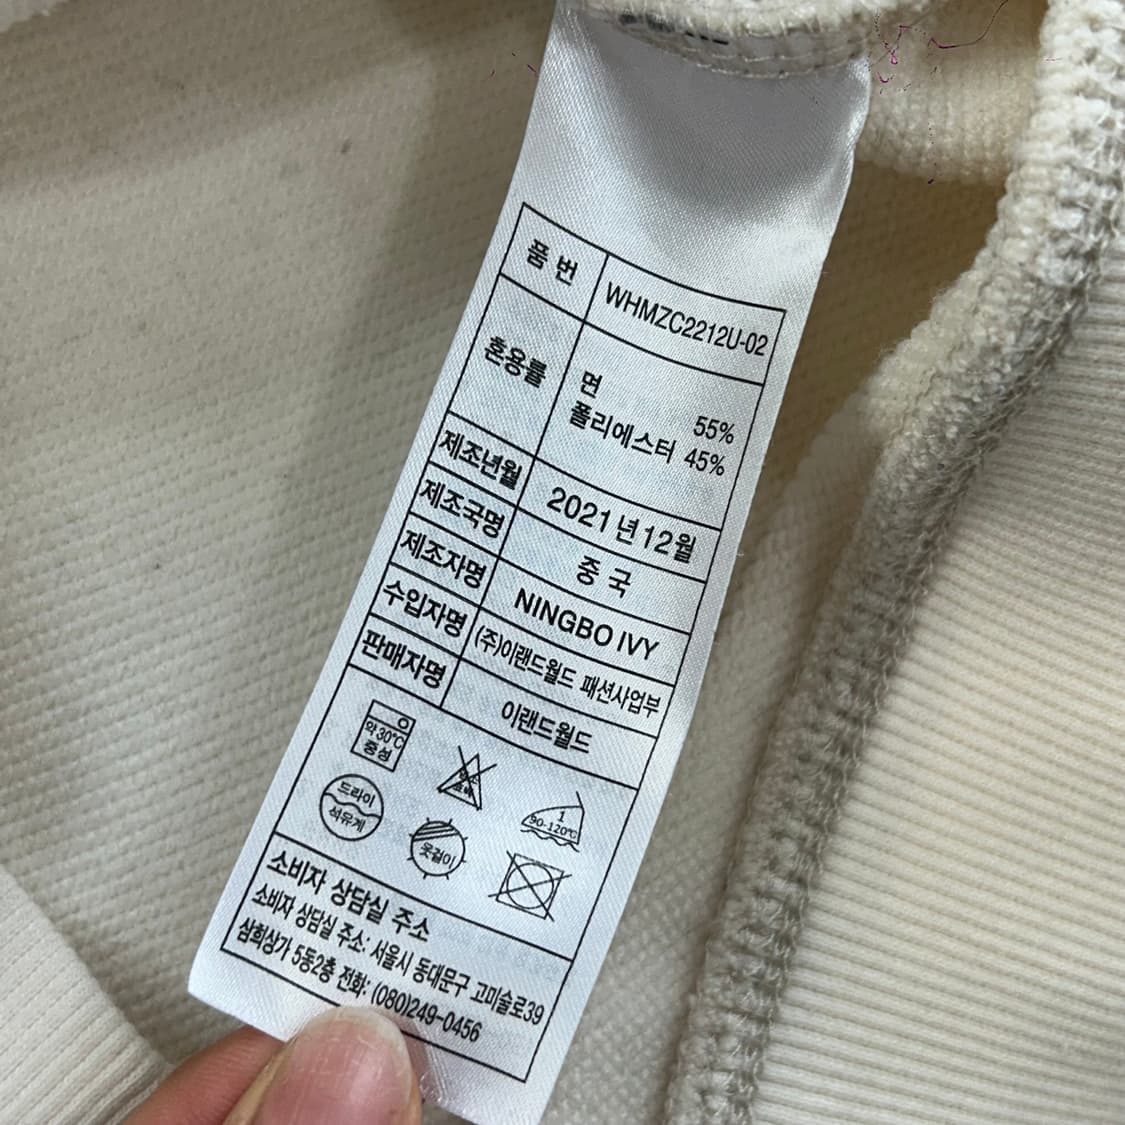 품 번 WHMZC2212U-02
혼용률 면 55%
폴리에스터 45%
제조년월 2021년12월
제조국명 중 국
제조자명 NINGBO IVY
수입자명 (주)이랜드월드 패션사업부
판매자명 이랜드월드
약30℃
중성
1
90-120℃
드라이
석유계
옷걸이
소비자 상담실 주소
소비자 상담실 주소: 서울시 동대문구 고미술로39
삼희상가 5동2층 전화: (080)249-0456